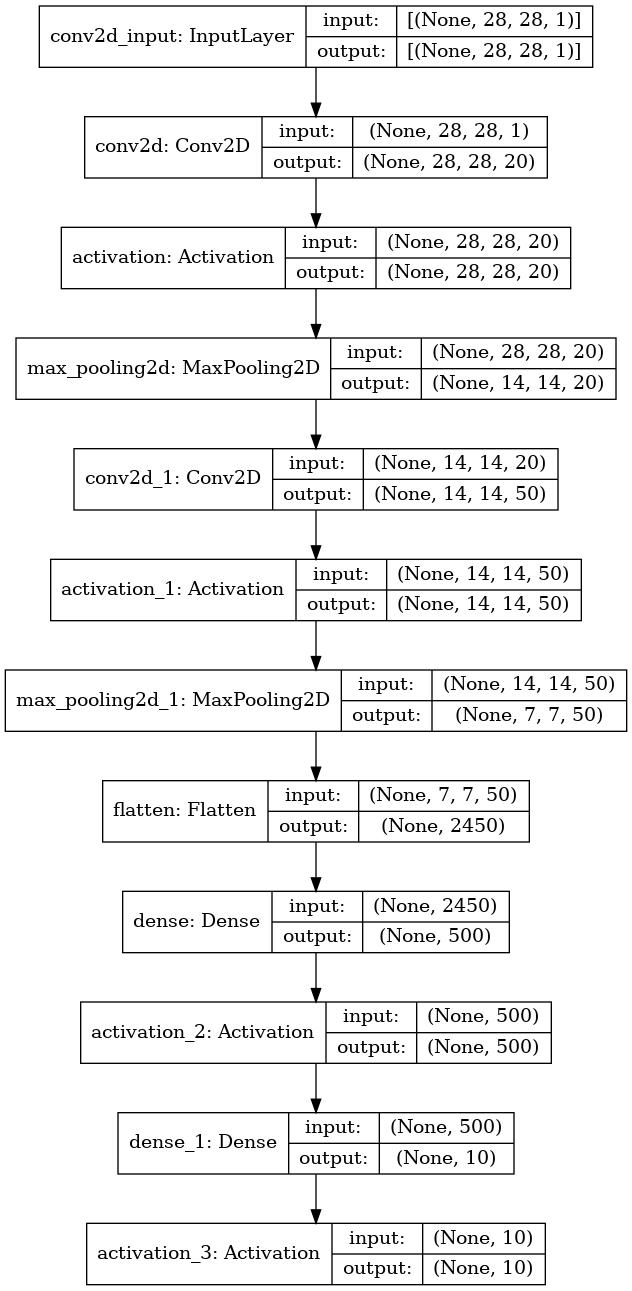 conv2d_input: InputLayer
input: [(None, 28, 28, 1)]
output: [(None, 28, 28, 1)]
conv2d: Conv2D
input: (None, 28, 28, 1)
output: (None, 28, 28, 20)
activation: Activation
input: (None, 28, 28, 20)
output: (None, 28, 28, 20)
max_pooling2d: MaxPooling2D
input: (None, 28, 28, 20)
output: (None, 14, 14, 20)
conv2d_1: Conv2D
input: (None, 14, 14, 20)
output: (None, 14, 14, 50)
activation_1: Activation
input: (None, 14, 14, 50)
output: (None, 14, 14, 50)
max_pooling2d_1: MaxPooling2D
input: (None, 14, 14, 50)
output: (None, 7, 7, 50)
flatten: Flatten
input: (None, 7, 7, 50)
output: (None, 2450)
dense: Dense
input: (None, 2450)
output: (None, 500)
activation_2: Activation
input: (None, 500)
output: (None, 500)
dense_1: Dense
input: (None, 500)
output: (None, 10)
activation_3: Activation
input: (None, 10)
output: (None, 10)